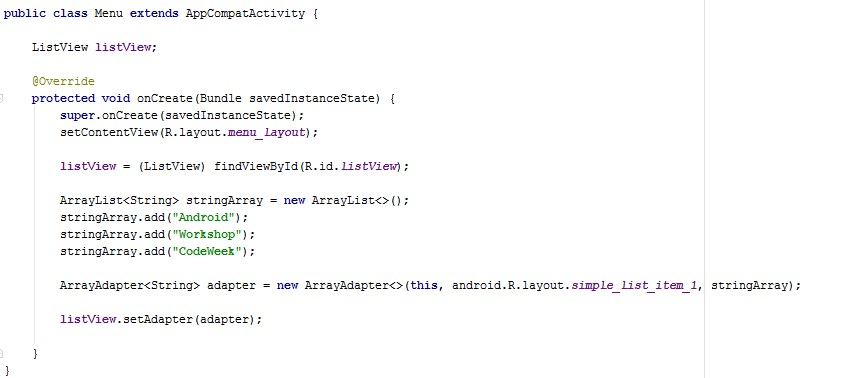 public class Menu extends AppCompatActivity {
ListView listView;
@Override
protected void onCreate(Bundle savedInstanceState) {
super.onCreate(savedInstanceState);
setContentView(R.layout.menu_layout);
listView = (ListView) findViewById(R.id.listView);
ArrayList<String> stringArray = new ArrayList<>();
stringArray.add("Android");
stringArray.add("Workshop");
stringArray.add("CodeWeek");
ArrayAdapter<String> adapter = new ArrayAdapter<>(this, android.R.layout.simple_list_item_1, stringArray);
listView.setAdapter(adapter);
}
}